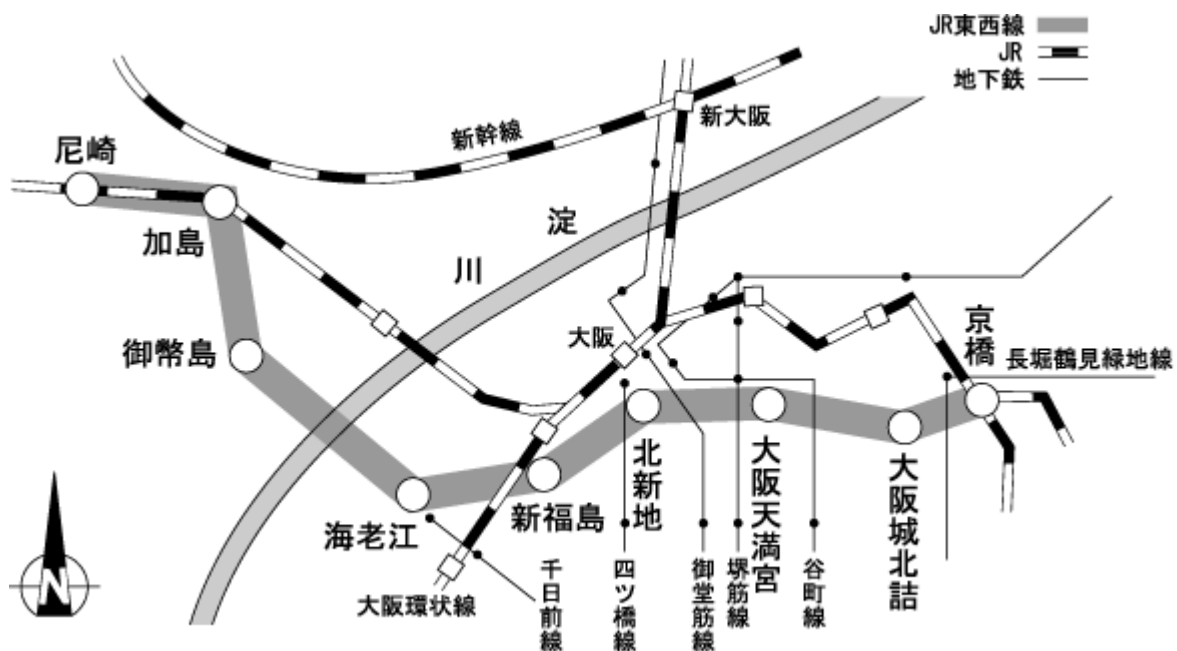 JR東西線
JR
地下鉄
新大阪
新幹線
尼崎
加島
淀
川
御幣島
大阪
京橋
長堀鶴見緑地線
北新地
大阪天満宮
大阪城北詰
新福島
海老江
大阪環状線
千日前線
四ツ橋線
御堂筋線
堺筋線
谷町線
N